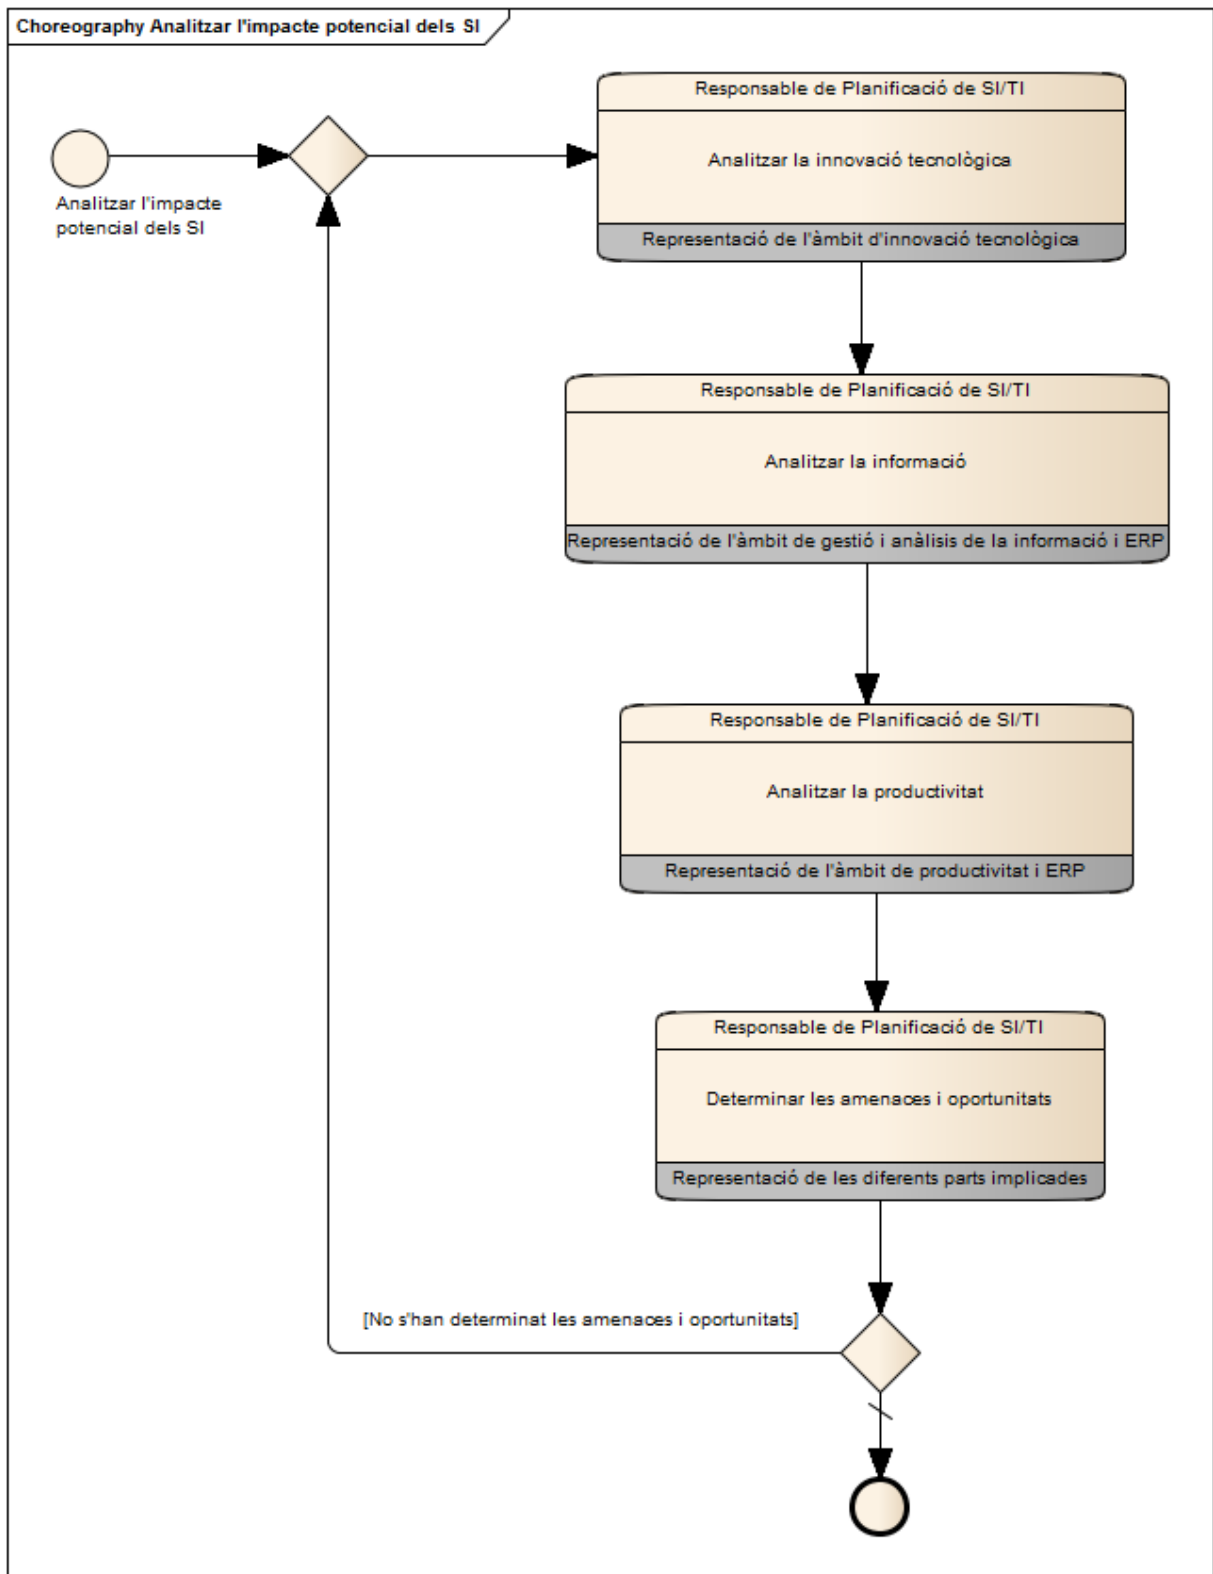 Choreography Analitzar l'impacte potencial dels SI
Responsable de Planificació de SI/TI
Analitzar la innovació tecnològica
Representació de l'àmbit d'innovació tecnològica
Analitzar l'impacte
potencial dels SI
Responsable de Planificació de SI/TI
Analitzar la informació
Representació de l'àmbit de gestió i anàlisis de la informació i ERP
Responsable de Planificació de SI/TI
Analitzar la productivitat
Representació de l'àmbit de productivitat i ERP
Responsable de Planificació de SI/TI
Determinar les amenaces i oportunitats
Representació de les diferents parts implicades
[No s'han determinat les amenaces i oportunitats]